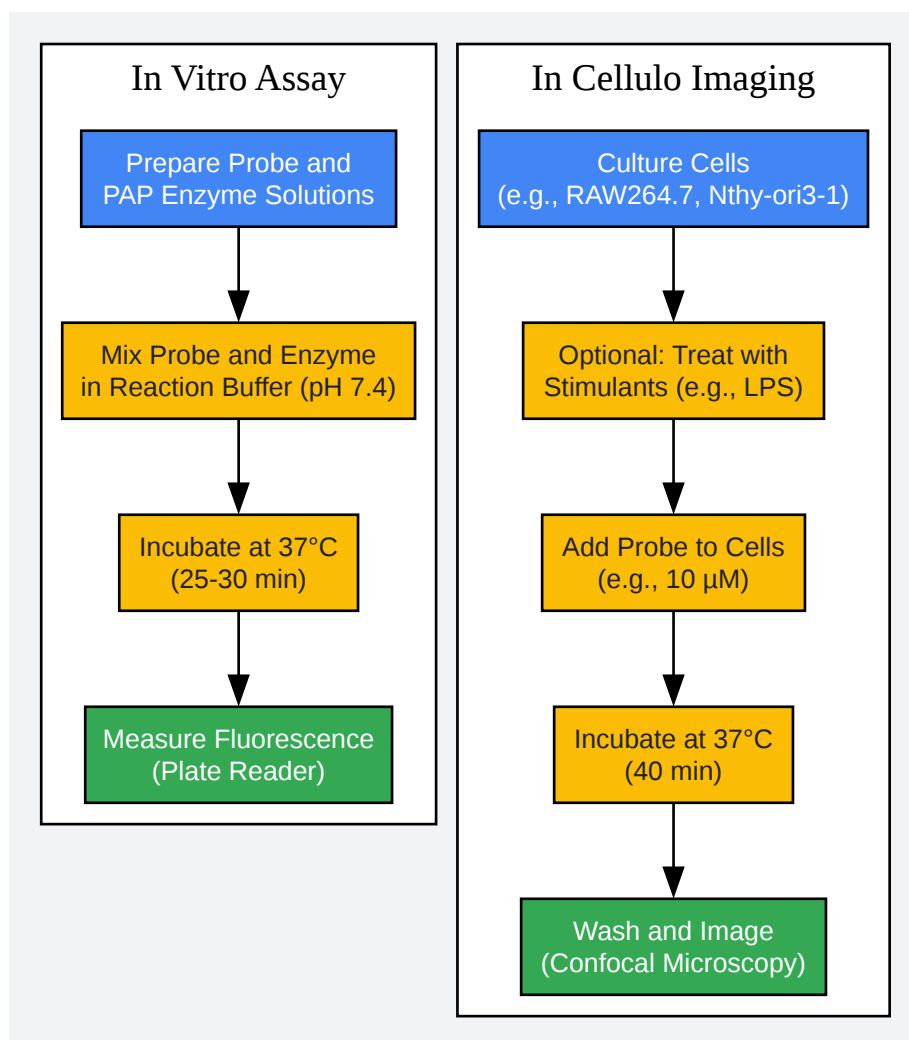 In Vitro Assay
Prepare Probe and
PAP Enzyme Solutions
Mix Probe and Enzyme
in Reaction Buffer (pH 7.4)
Incubate at 37°C
(25-30 min)
Measure Fluorescence
(Plate Reader)
In Cellulo Imaging
Culture Cells
(e.g., RAW264.7, Nthy-ori3-1)
Optional: Treat with
Stimulants (e.g., LPS)
Add Probe to Cells
(e.g., 10 µM)
Incubate at 37°C
(40 min)
Wash and Image
(Confocal Microscopy)